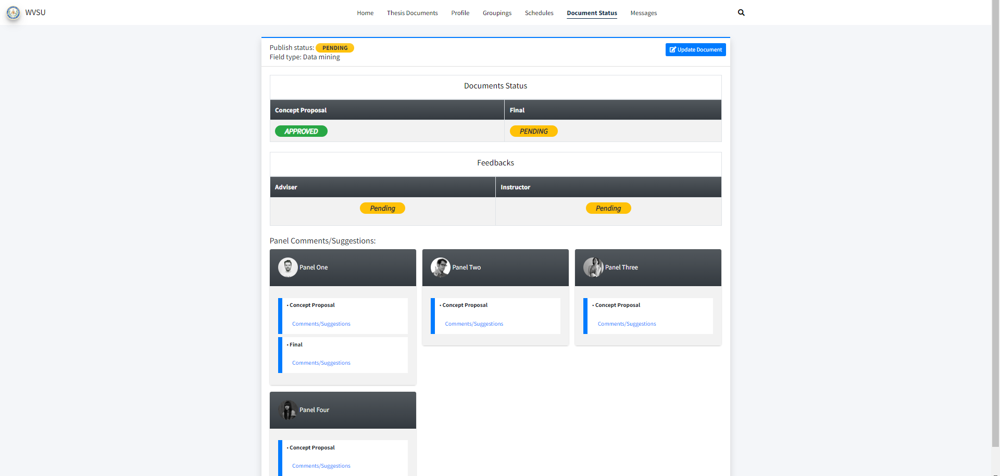 WVSU
Home Thesis Documents Profile Groupings Schedules Document Status Messages
Publish status: PENDING
Update Document
Field type: Data mining
Documents Status
Concept Proposal Final
APPROVED PENDING
Feedbacks
Adviser Instructor
Pending Pending
Panel Comments/Suggestions:
Panel One
• Concept Proposal
Comments/Suggestions
• Final
Comments/Suggestions
Panel Two
• Concept Proposal
Comments/Suggestions
Panel Three
• Concept Proposal
Comments/Suggestions
Panel Four
• Concept Proposal
Comments/Suggestions